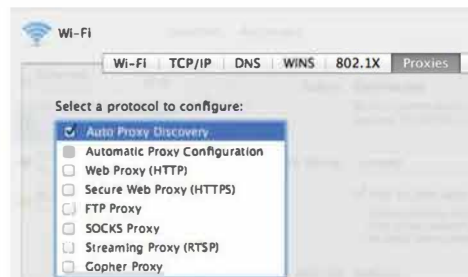 Wi-Fi
Wi-Fi TCP/IP DNS WINS 802.1X Proxies
Select a protocol to configure:
Auto Proxy Discovery
Automatic Proxy Configuration
Web Proxy (HTTP)
Secure Web Proxy (HTTPS)
FTP Proxy
SOCKS Proxy
Streaming Proxy (RTSP)
Gopher Proxy